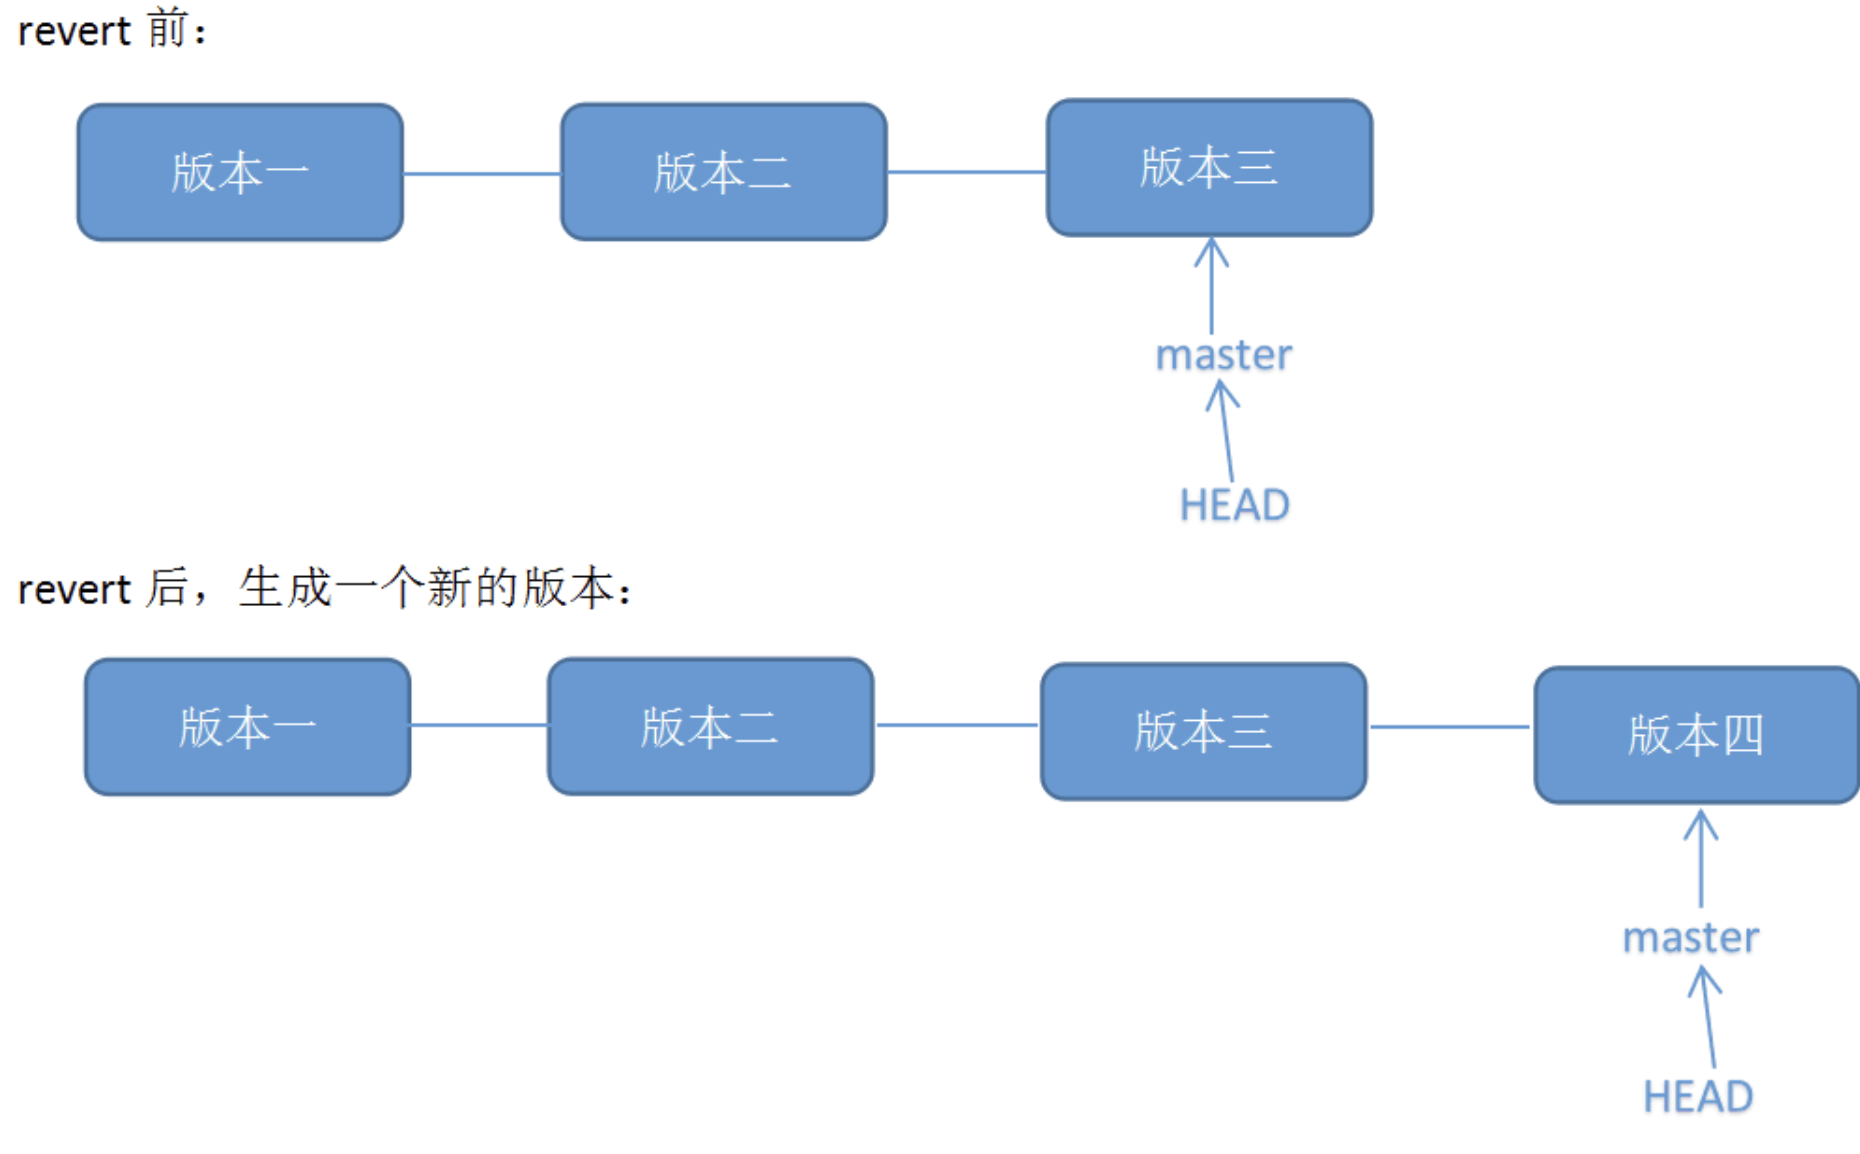 revert 前：
版本一 版本二 版本三
master
HEAD
revert 后，生成一个新的版本：
版本一 版本二 版本三 版本四
master
HEAD